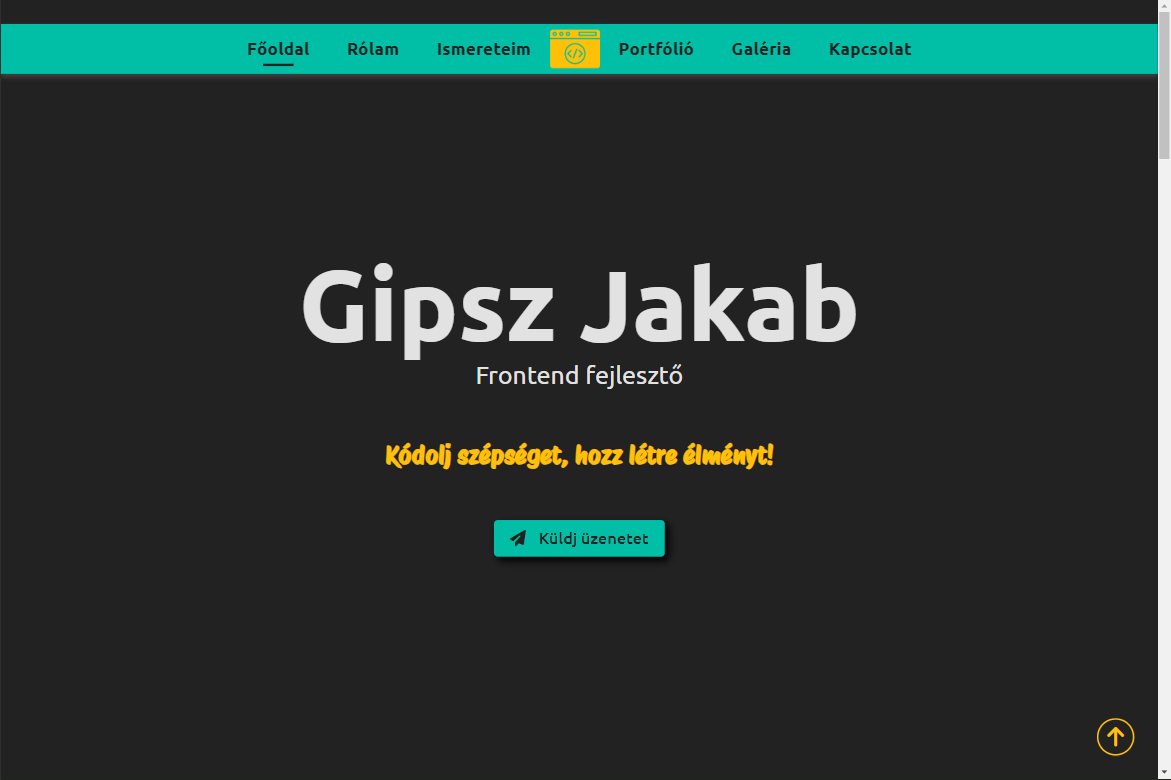 Főoldal Rólam Ismereteim </> Portfólió Galéria Kapcsolat
Gipsz Jakab
Frontend fejlesztő
Kódolj szépséget, hozz létre élményt!
Küldj üzenetet